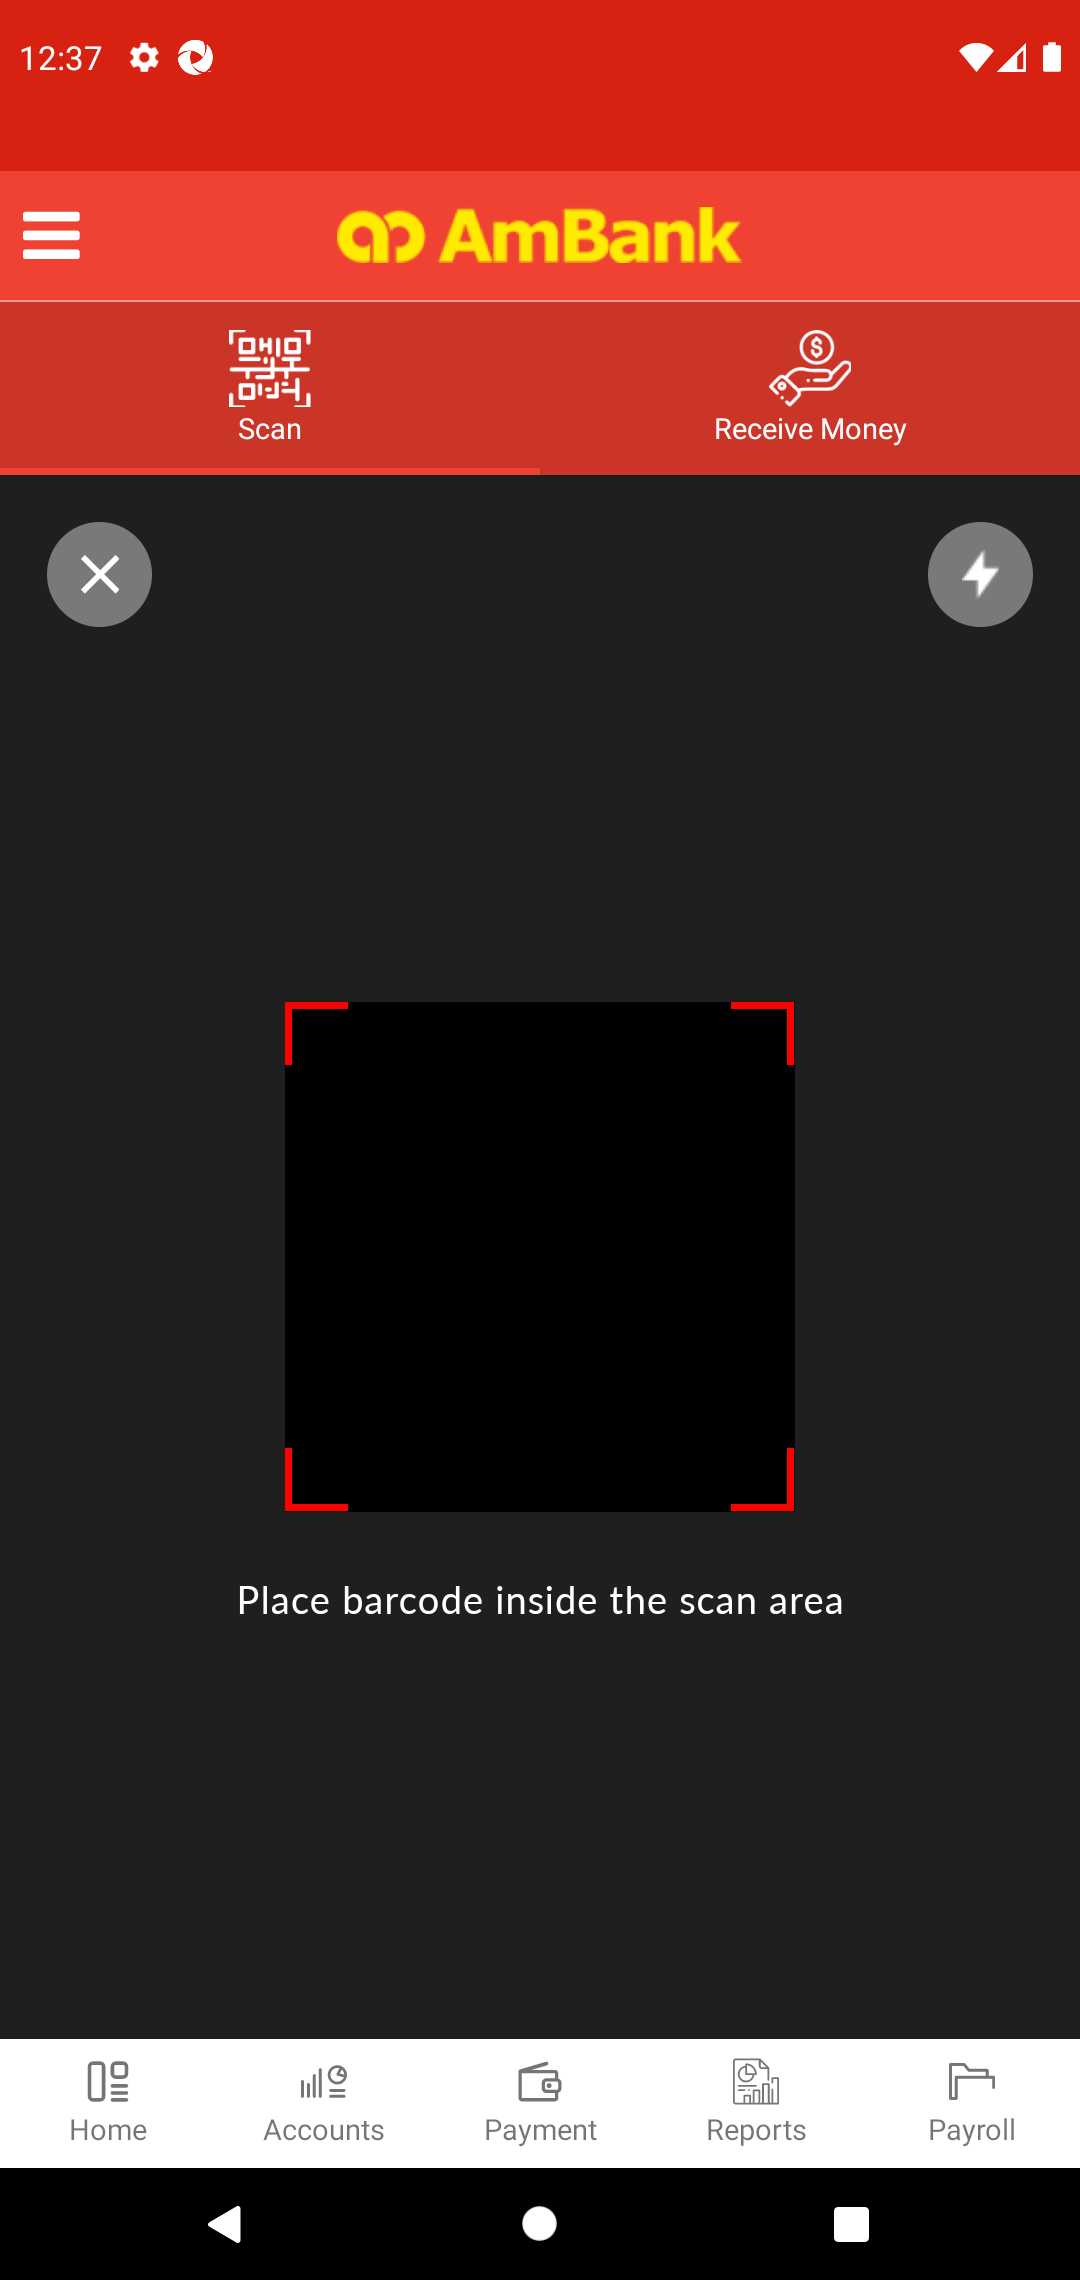 12:37
AmBank
Scan
Receive Money
Place barcode inside the scan area
Home
Accounts
Payment
Reports
Payroll